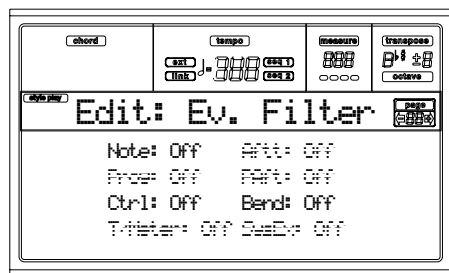 chord tempo measure transpose
ext seq 1
link seq 2
octave
style play page
Edit: Ev. Filter
Note: Off Aftt: Off
Prog: Off PAft: Off
Ctrl: Off Bend: Off
T/Meter: Off SysEx: Off